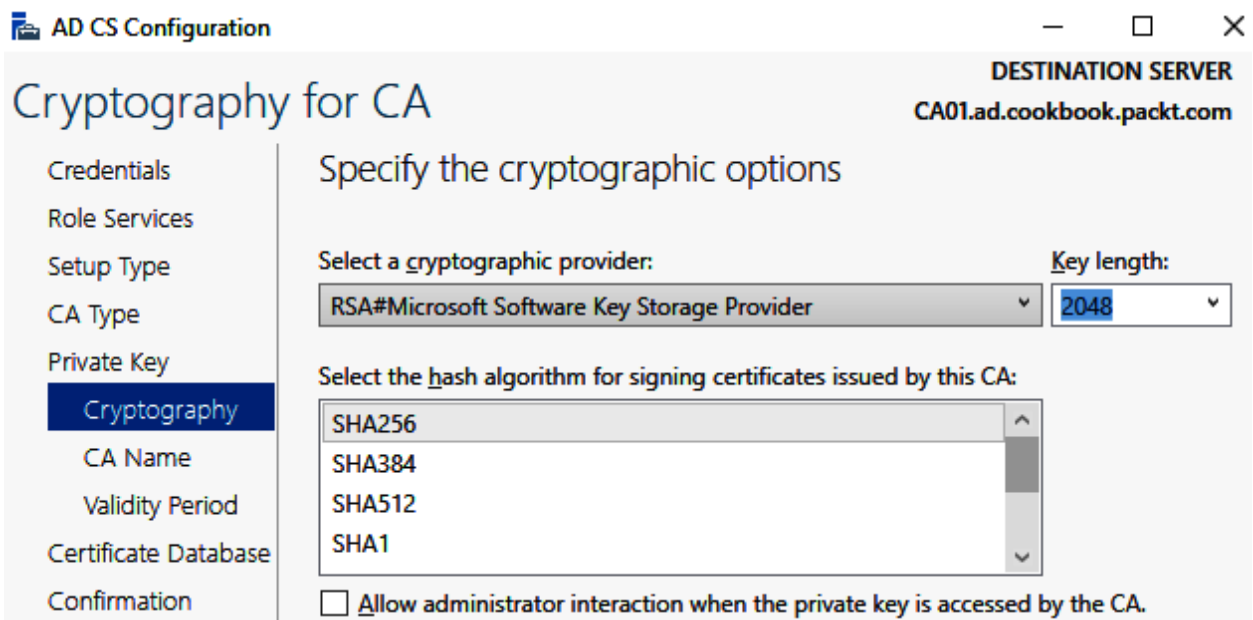 AD CS Configuration
DESTINATION SERVER
CA01.ad.cookbook.packt.com
Cryptography for CA
Credentials
Role Services
Setup Type
CA Type
Private Key
Cryptography
CA Name
Validity Period
Certificate Database
Confirmation
Specify the cryptographic options
Select a cryptographic provider:
Key length:
RSA#Microsoft Software Key Storage Provider
2048
Select the hash algorithm for signing certificates issued by this CA:
SHA256
SHA384
SHA512
SHA1
Allow administrator interaction when the private key is accessed by the CA.